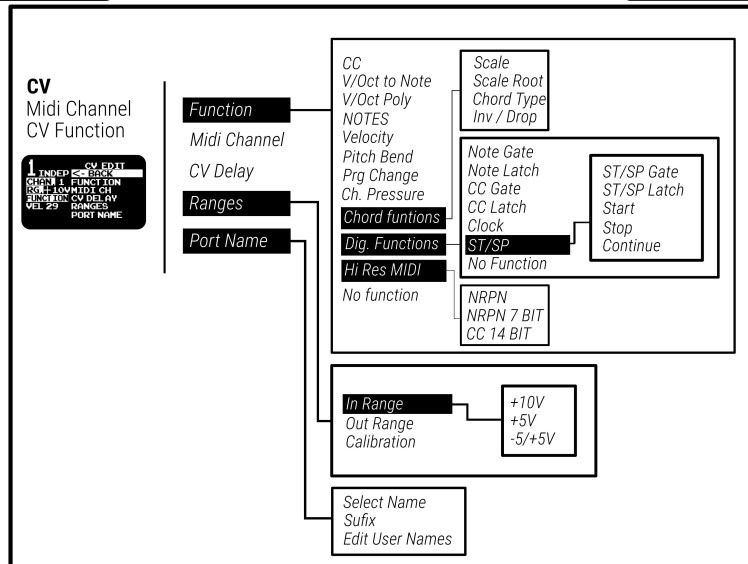 CV
Midi Channel
CV Function
CV EDIT
1 INDEP <- BACK
CHAN. 1 FUNCTION
RG.+10V MIDI CH
FUNCTION CV DELAY
VEL 29 RANGES
PORT NAME
Function
Midi Channel
CV Delay
Ranges
Port Name
CC
V/Oct to Note
V/Oct Poly
NOTES
Velocity
Pitch Bend
Prg Change
Ch. Pressure
Chord funtions
Dig. Functions
Hi Res MIDI
No function
Scale
Scale Root
Chord Type
Inv / Drop
Note Gate
Note Latch
CC Gate
CC Latch
Clock
ST/SP
No Function
ST/SP Gate
ST/SP Latch
Start
Stop
Continue
NRPN
NRPN 7 BIT
CC 14 BIT
In Range
Out Range
Calibration
+10V
+5V
-5/+5V
Select Name
Sufix
Edit User Names